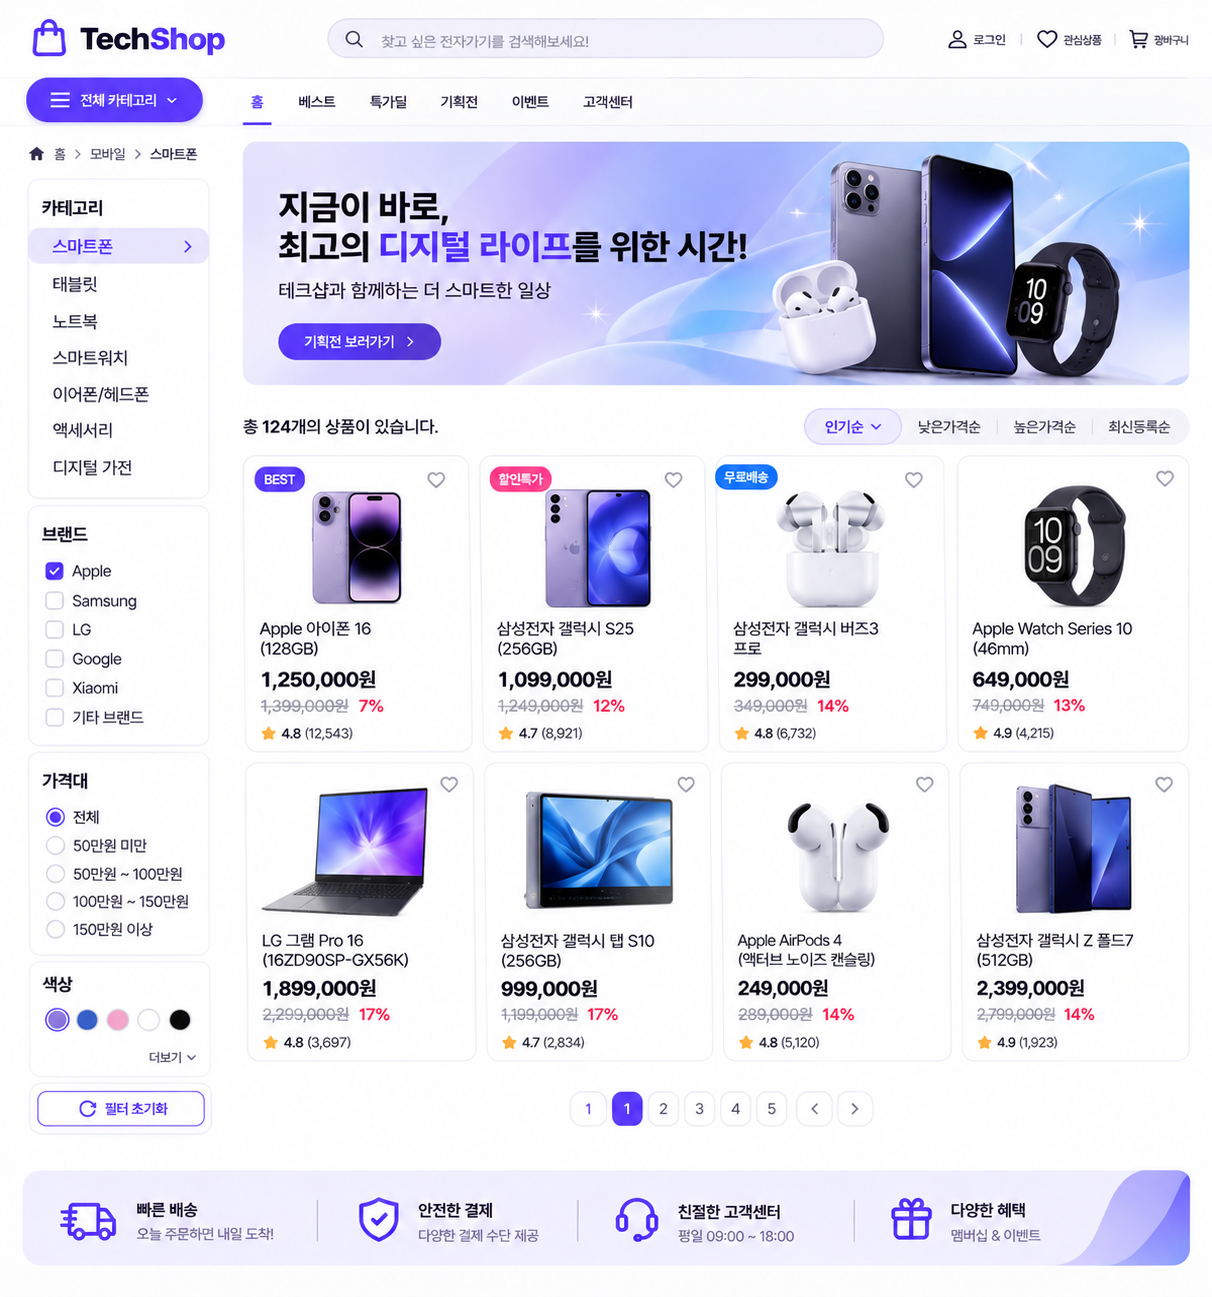 TechShop
찾고 싶은 전자가기를 검색해보세요!
로그인
관심상품
광바구니
전체 카테고리
홈
베스트
특가딜
기획전
이벤트
고객센터
홈 > 모바일 > 스마트폰
카테고리
스마트폰
태블릿
노트북
스마트워치
이어폰/헤드폰
액세서리
디지털 가전
브랜드
Apple
Samsung
LG
Google
Xiaomi
기타 브랜드
가격대
전체
50만원 미만
50만원 ~ 100만원
100만원 ~ 150만원
150만원 이상
색상
더보기
필터 초기화
지금이 바로,
최고의 디지털 라이프를 위한 시간!
테크샵과 함께하는 더 스마트한 일상
기획전 보러가기
10
09
총 124개의 상품이 있습니다.
인기순
낮은가격순
높은가격순
최신등록순
BEST
Apple 아이폰 16
(128GB)
1,250,000원
1,399,000원 7%
4.8 (12,543)
할인특가
삼성전자 갤럭시 S25
(256GB)
1,099,000원
1,249,000원 12%
4.7 (8,921)
무료배송
삼성전자 갤럭시 버즈3
프로
299,000원
349,000원 14%
4.8 (6,732)
10
09
Apple Watch Series 10
(46mm)
649,000원
749,000원 13%
4.9 (4,215)
LG 그램 Pro 16
(16ZD90SP-GX56K)
1,899,000원
2,299,000원 17%
4.8 (3,697)
삼성전자 갤럭시 탭 S10
(256GB)
999,000원
1,199,000원 17%
4.7 (2,834)
Apple AirPods 4
(액터브 노이즈 캔슬링)
249,000원
289,000원 14%
4.8 (5,120)
삼성전자 갤럭시 Z 폴드7
(512GB)
2,399,000원
2,799,000원 14%
4.9 (1,923)
1 1 2 3 4 5
빠른 배송
오늘 주문하면 내일 도착!
안전한 결제
다양한 결제 수단 제공
친절한 고객센터
평일 09:00 ~ 18:00
다양한 혜택
맴버십 & 이벤트